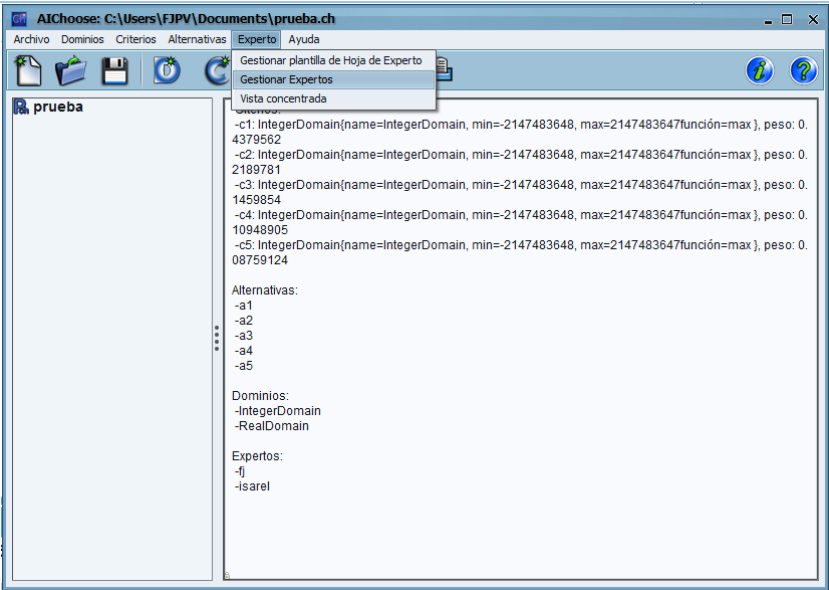 AIChoose: C:\Users\FJPV\Documents\prueba.ch
Archivo Dominios Criterios Alternativas Experto Ayuda
Gestionar plantilla de Hoja de Experto
Gestionar Expertos
Vista concentrada
prueba
-c1: IntegerDomain{name=IntegerDomain, min=-2147483648, max=2147483647función=max }, peso: 0.
4379562
-c2: IntegerDomain{name=IntegerDomain, min=-2147483648, max=2147483647función=max }, peso: 0.
2189781
-c3: IntegerDomain{name=IntegerDomain, min=-2147483648, max=2147483647función=max }, peso: 0.
1459854
-c4: IntegerDomain{name=IntegerDomain, min=-2147483648, max=2147483647función=max }, peso: 0.
10948905
-c5: IntegerDomain{name=IntegerDomain, min=-2147483648, max=2147483647función=max }, peso: 0.
08759124
Alternativas:
-a1
-a2
-a3
-a4
-a5
Dominios:
-IntegerDomain
-RealDomain
Expertos:
-fj
-isarel